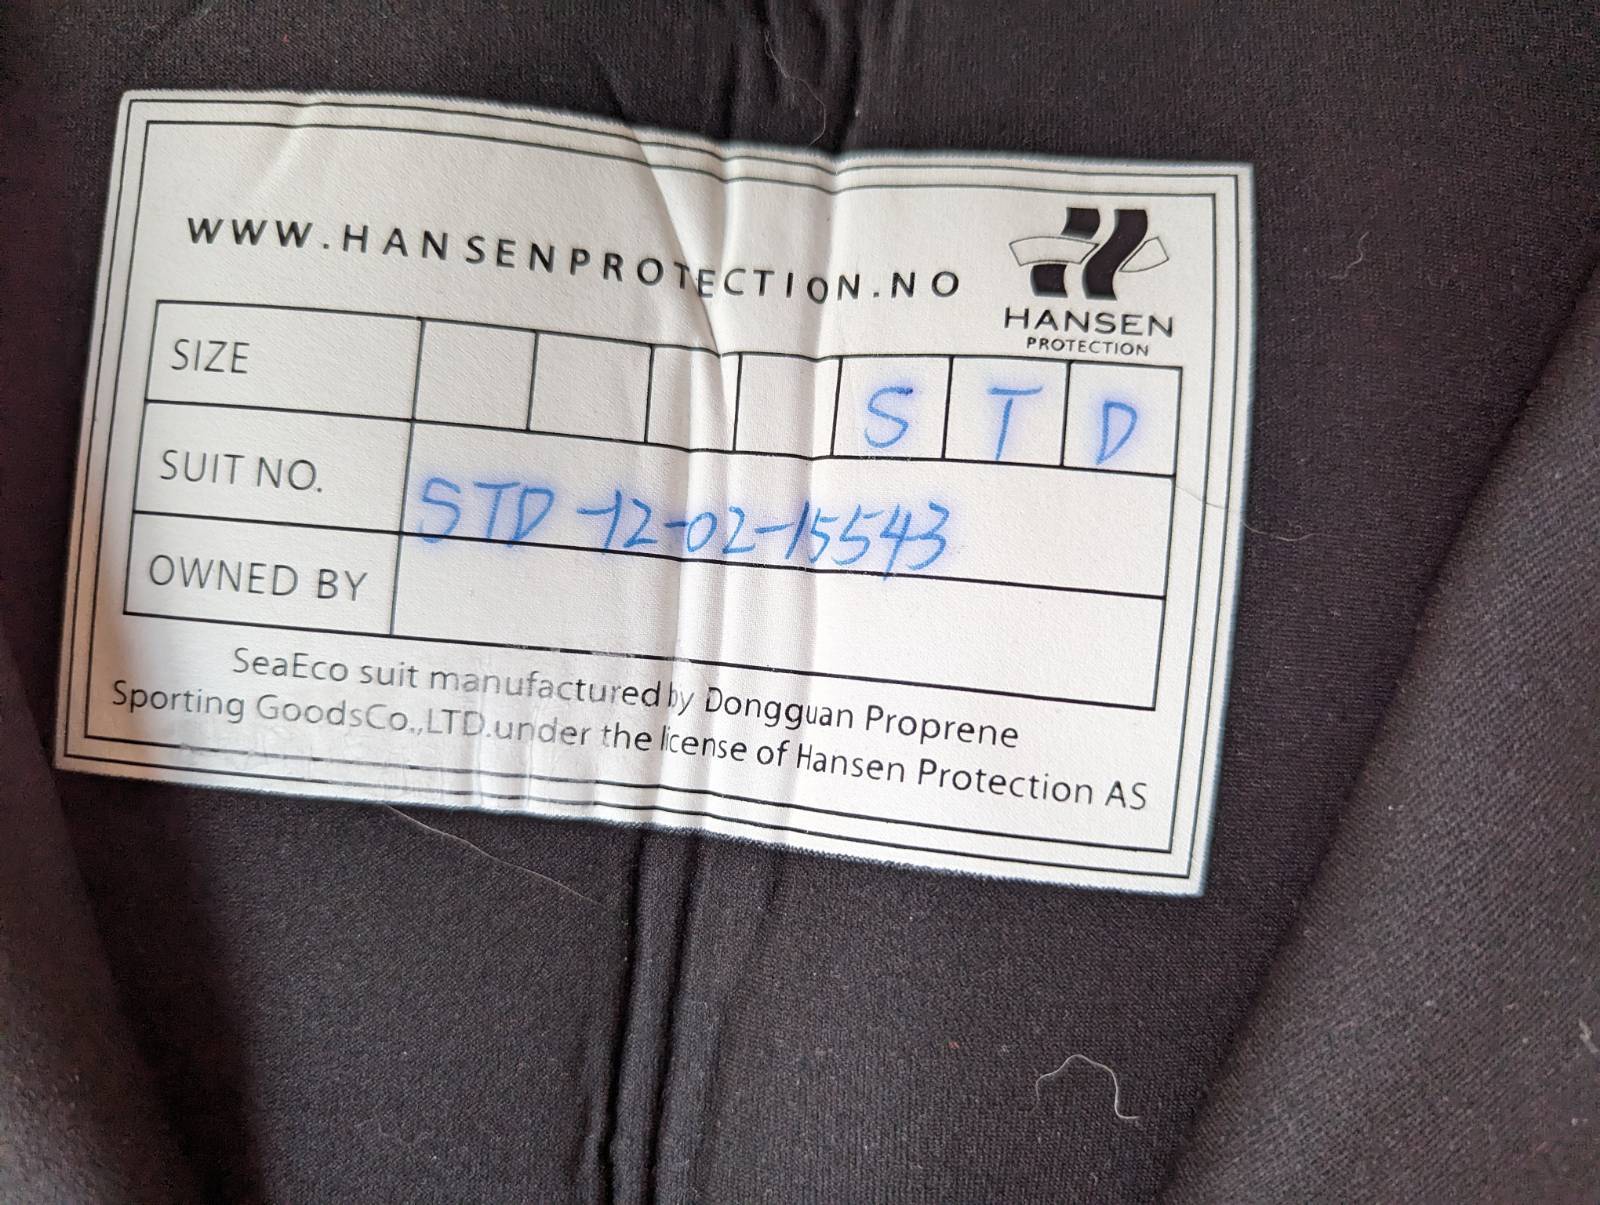 WWW.HANSENPROTECTION.NO
HANSEN
PROTECTION
SIZE S T D
SUIT NO. STD-12-02-15543
OWNED BY
SeaEco suit manufactured by Dongguan Proprene
Sporting GoodsCo.,LTD.under the license of Hansen Protection AS